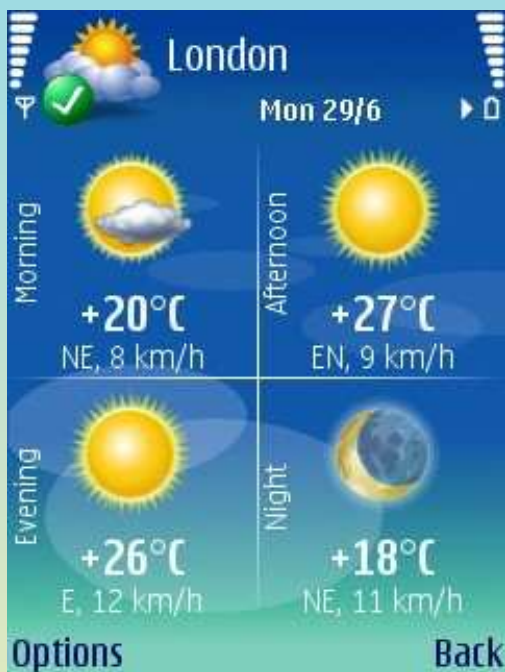 London
Mon 29/6
Morning
+20°C
NE, 8 km/h
Afternoon
+27°C
EN, 9 km/h
Evening
+26°C
E, 12 km/h
Night
+18°C
NE, 11 km/h
Options
Back